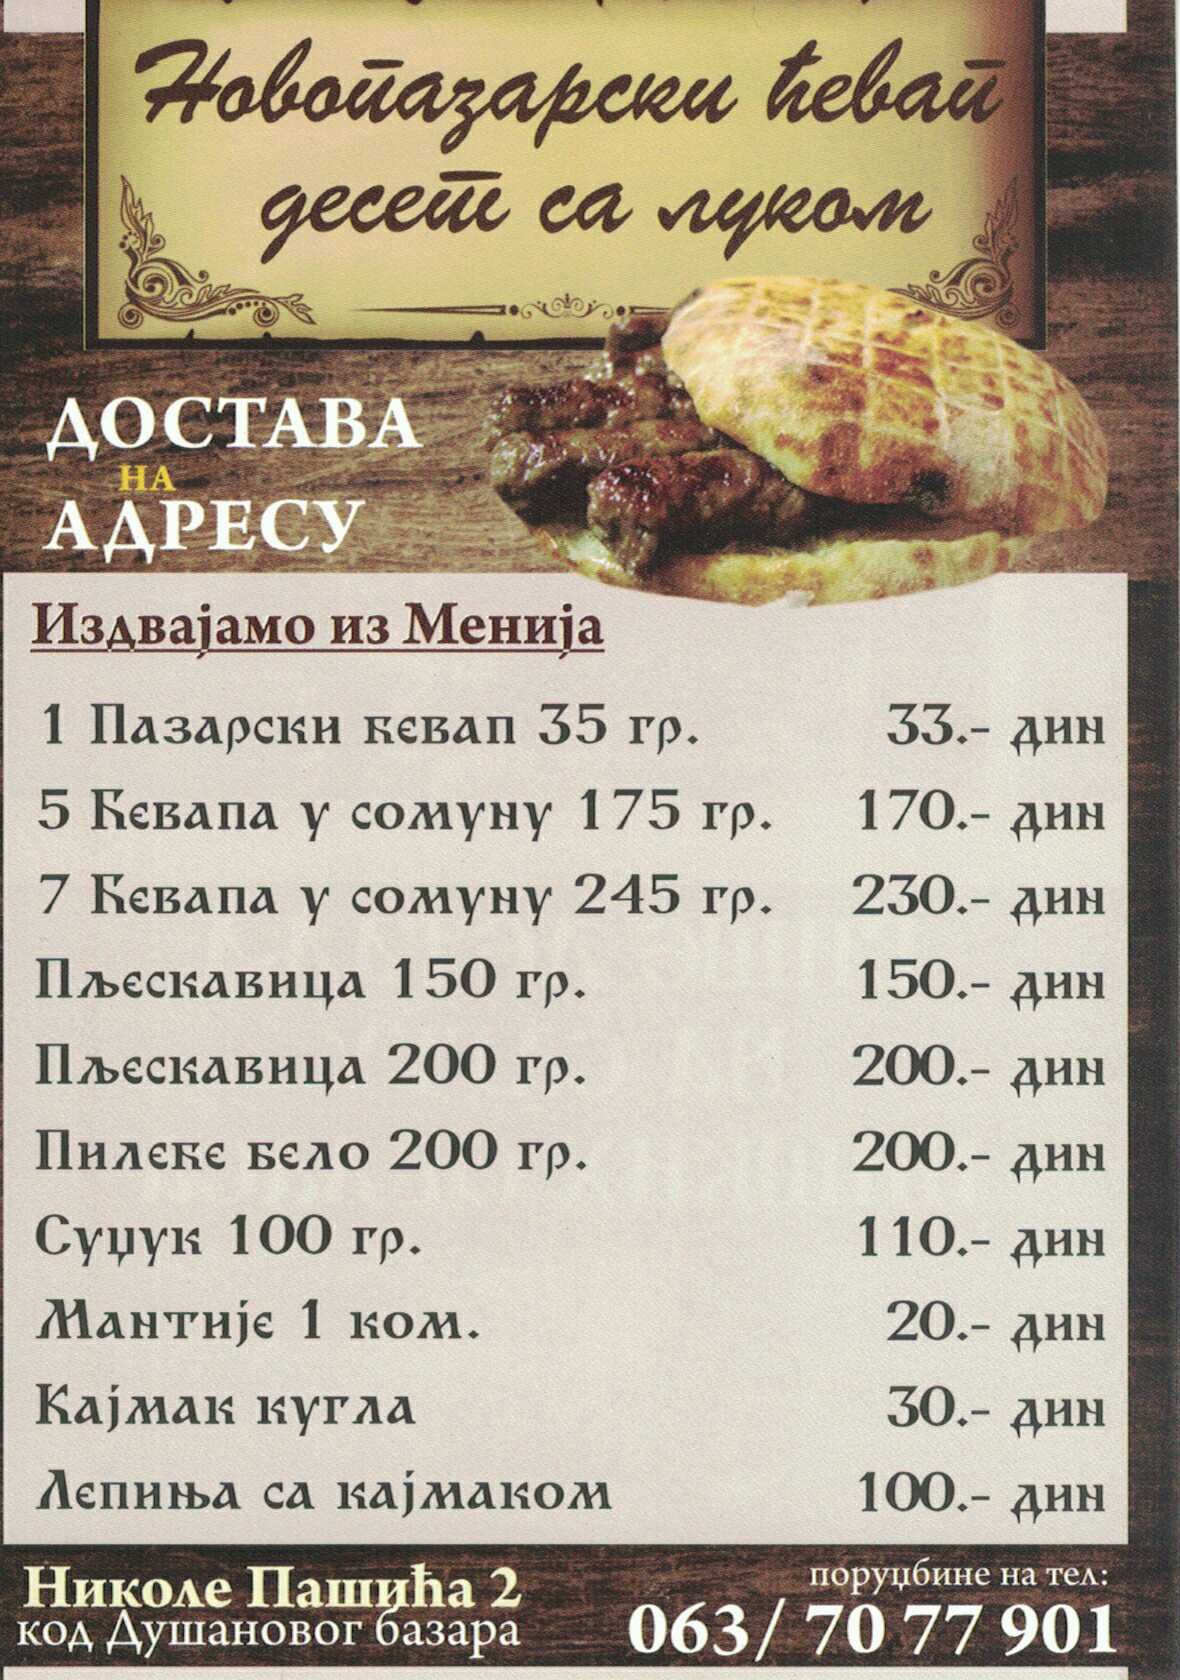 Новопазарски ћевап
десет са луком
ДОСТАВА
НА
АДРЕСУ
Издвајамо из Менија
1 Пазарски ћевап 35 гр. 33.- дин
5 Ћевапа у сомуну 175 гр. 170.- дин
7 Ћевапа у сомуну 245 гр. 230.- дин
Пљескавица 150 гр. 150.- дин
Пљескавица 200 гр. 200.- дин
Пилеће бело 200 гр. 200.- дин
Суџук 100 гр. 110.- дин
Мантије 1 ком. 20.- дин
Кајмак кугла 30.- дин
Лепиња са кајмаком 100.- дин
Николе Пашића 2
код Душановог базара
поруџбине на тел:
063/ 70 77 901